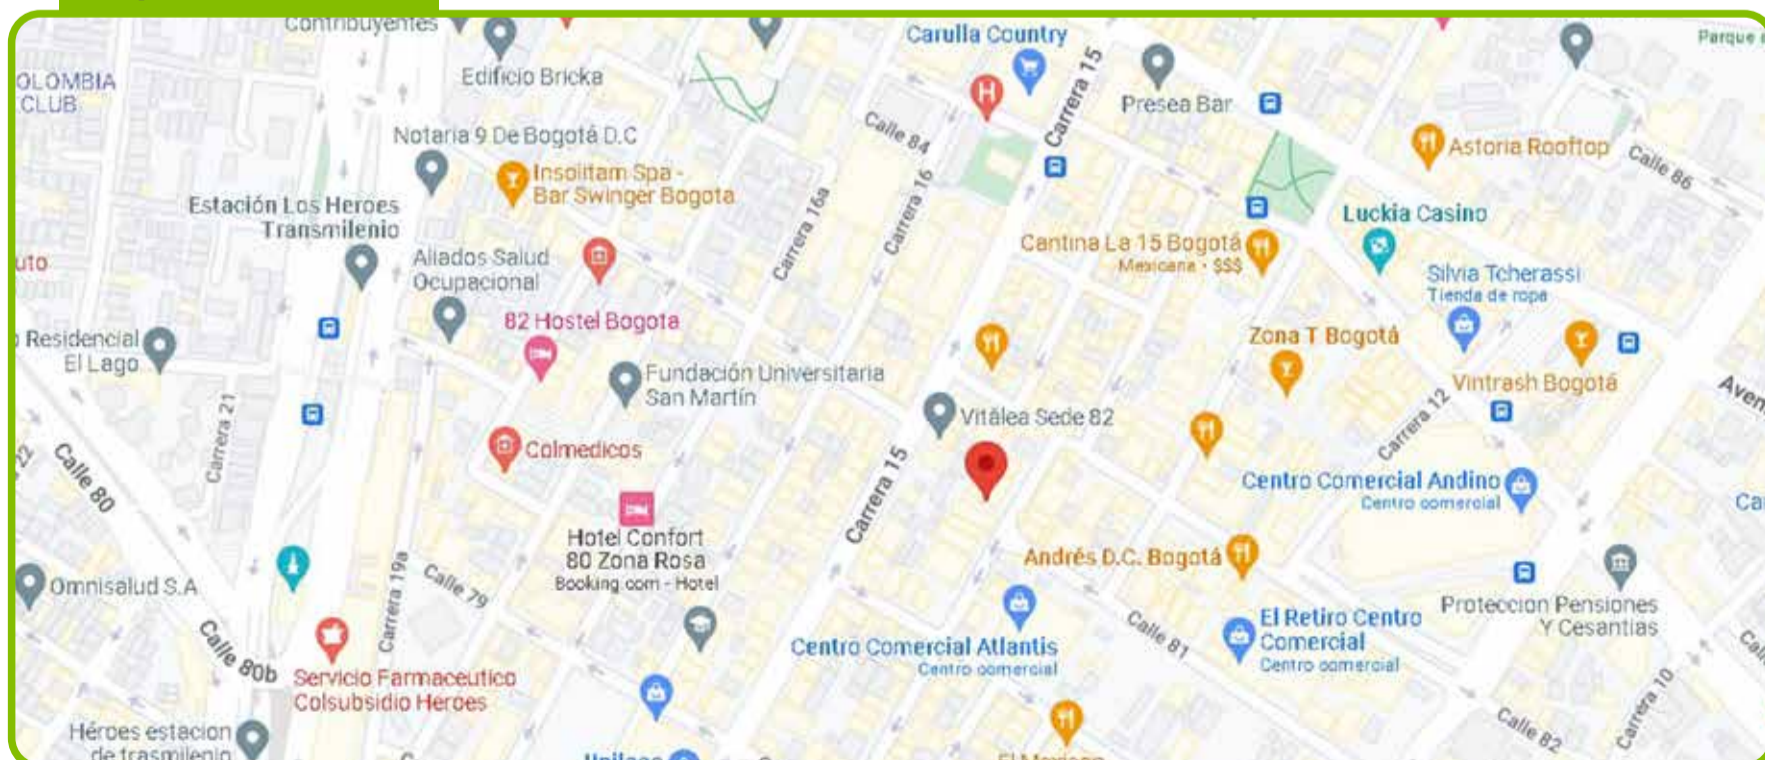 Contribuyentes
Edificio Bricka
Carulla Country
Carrera 15
Presea Bar
Parque
OLOMBIA
CLUB
Notaria 9 De Bogotá D.C
Calle 84
Astoria Rooftop
Calle 86
Insolitam Spa -
Bar Swinger Bogota
Estación Los Heroes
Transmilenio
Carrera 16a
Carrera 16
Luckia Casino
Cantina La 15 Bogotá
Mexicana • $$$
uto
Aliados Salud
Ocupacional
Silvia Tcherassi
Tienda de ropa
82 Hostel Bogota
Residencial
El Lago
Zona T Bogotá
Fundación Universitaria
San Martín
Vintrash Bogotá
Aven
Carrera 21
Vitálea Sede 82
Carrera 12
22
Calle 80
Colmedicos
Carrera 15
Centro Comercial Andino
Centro comercial
Ca
Hotel Confort
80 Zona Rosa
Booking.com - Hotel
Andrés D.C. Bogotá
Omnisalud S.A
Carrera 19a
Calle 79
Proteccion Pensiones
Y Cesantias
Calle 80b
Centro Comercial Atlantis
Centro comercial
Calle 81
El Retiro Centro
Comercial
Centro comercial
Servicio Farmaceutico
Colsubsidio Heroes
Carrera 10
Calle 82
Héroes estacion
de trasmilenio